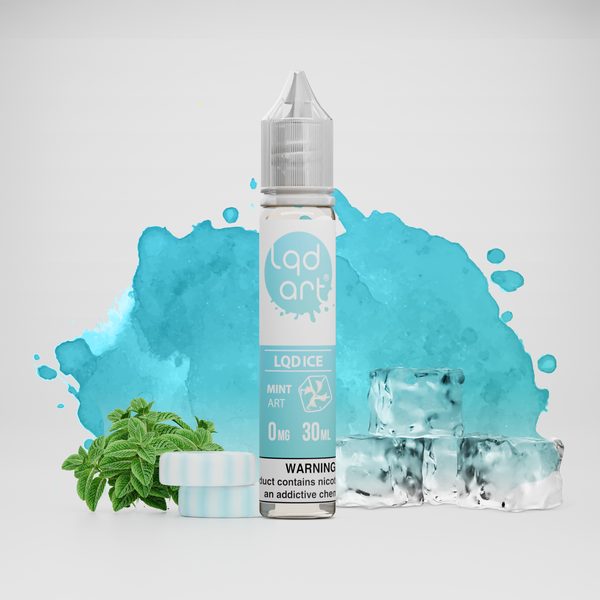 lqd
art
LQD ICE
MINT
ART
0MG 30ML
WARNING
duct contains nicot
an addictive chem